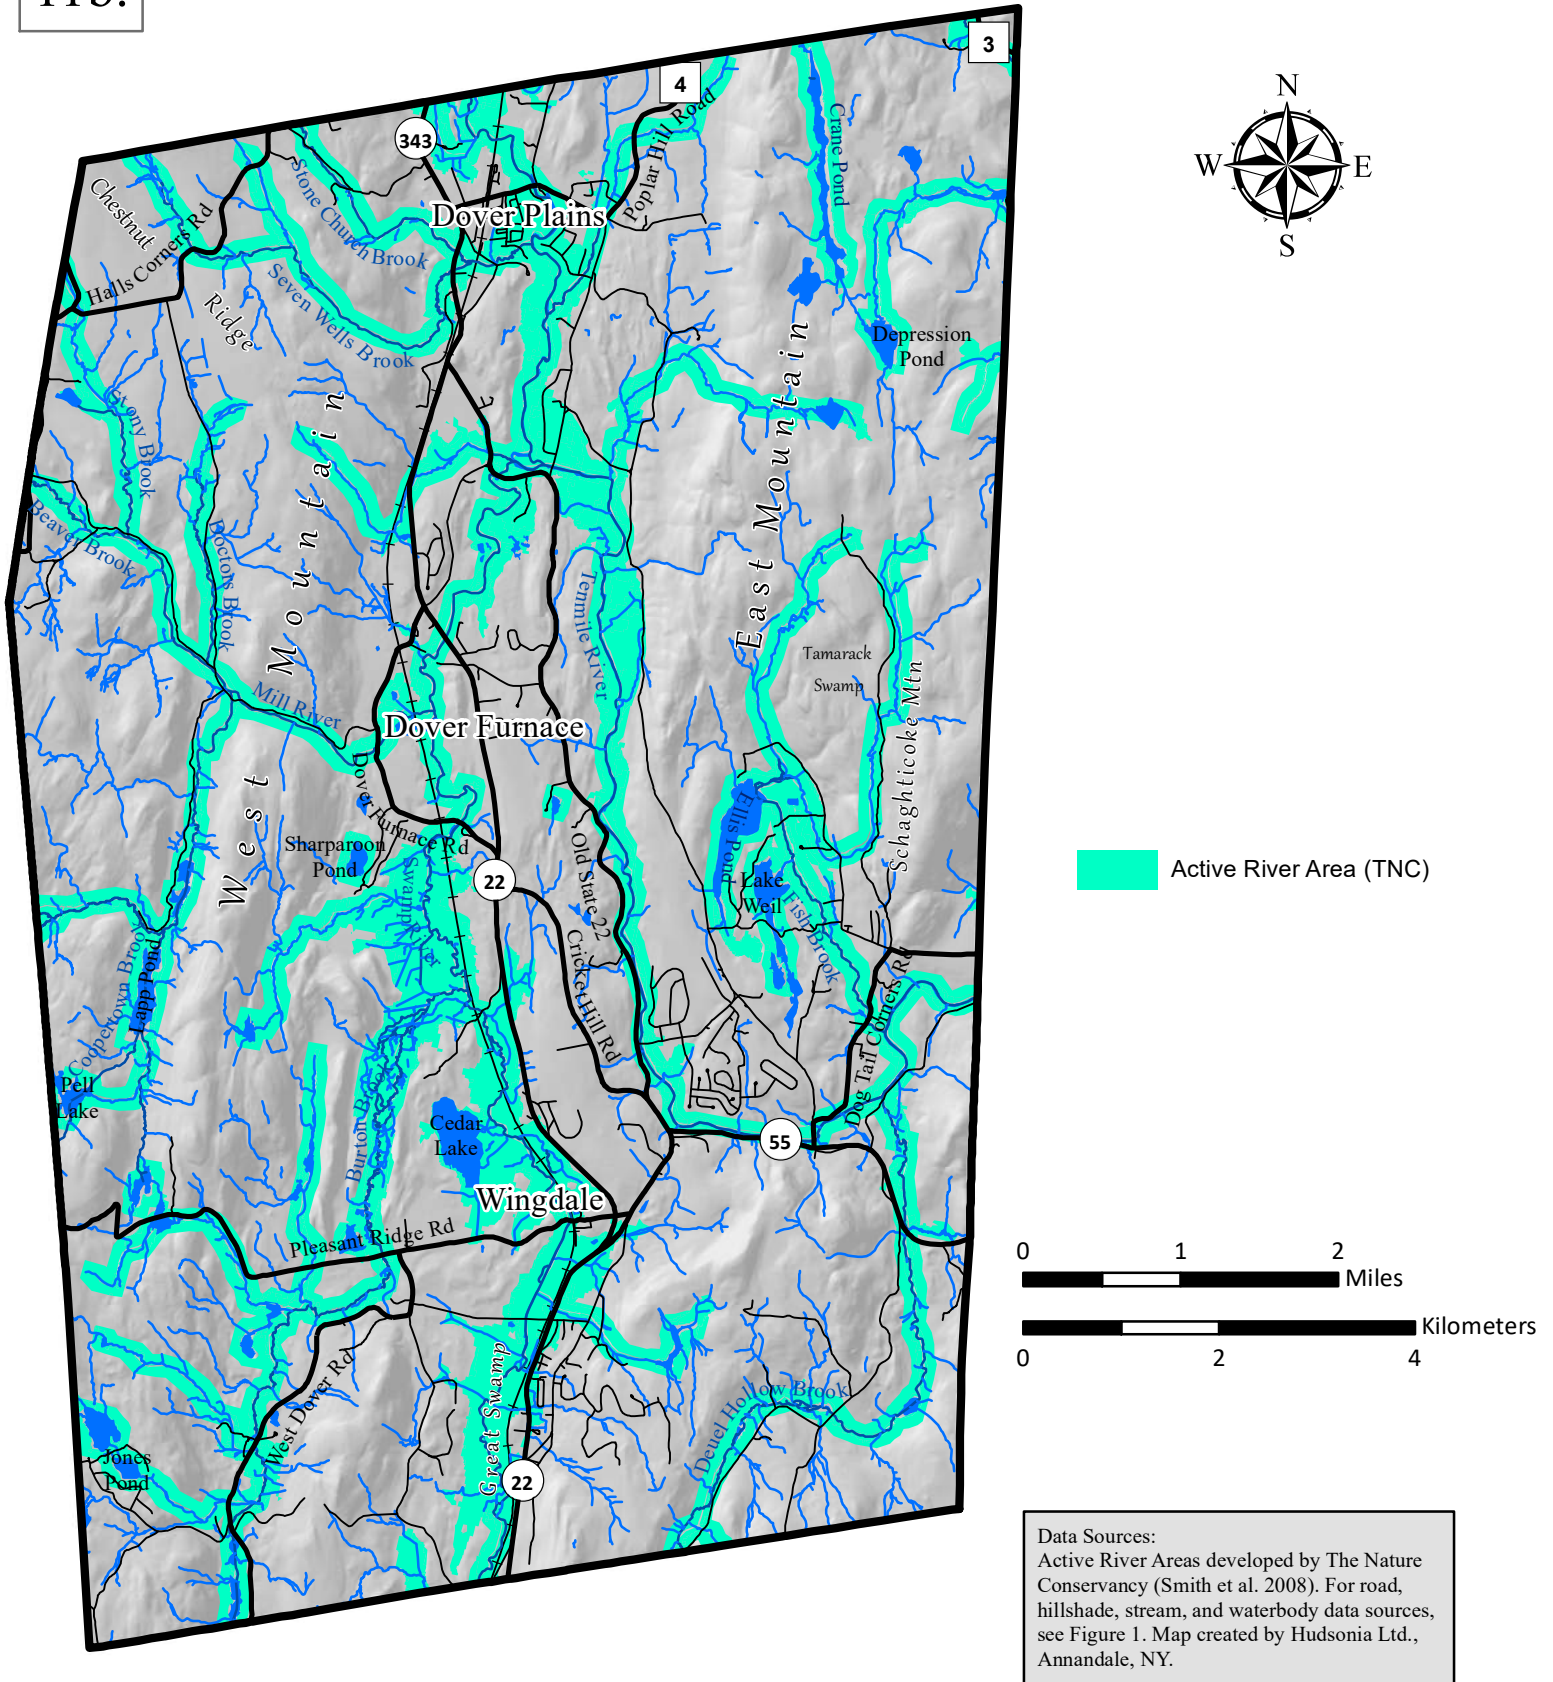 3
4
343
Poplar Hill Road
Crane Pond
N
W
E
S
Chestnut
Ridge
Halls Corners Rd
Stone Church Brook
Dover Plains
Seven Wells Brook
Depression
Pond
Stony Brook
Beaver Brook
Doctors Brook
West Mountain
East Mountain
Tenmile River
Tamarack
Swamp
Schaghticoke Mtn
Mill River
Dover Furnace
Dover Furnace Rd
Sharparoon
Pond
Swamp River
22
Old State 22
Cricket Hill Rd
Ellis Pond
Lake
Weil
Fish Brook
Active River Area (TNC)
Coopertown Brook
Lapp Pond
Pell
Lake
Burton Brook
Cedar
Lake
Dog Tail Corners Rd
55
Wingdale
Pleasant Ridge Rd
0 1 2
Miles
Kilometers
0 2 4
West Dover Rd
Great Swamp
Deuel Hollow Brook
Jones
Pond
22
Data Sources:
Active River Areas developed by The Nature
Conservancy (Smith et al. 2008). For road,
hillshade, stream, and waterbody data sources,
see Figure 1. Map created by Hudsonia Ltd.,
Annandale, NY.